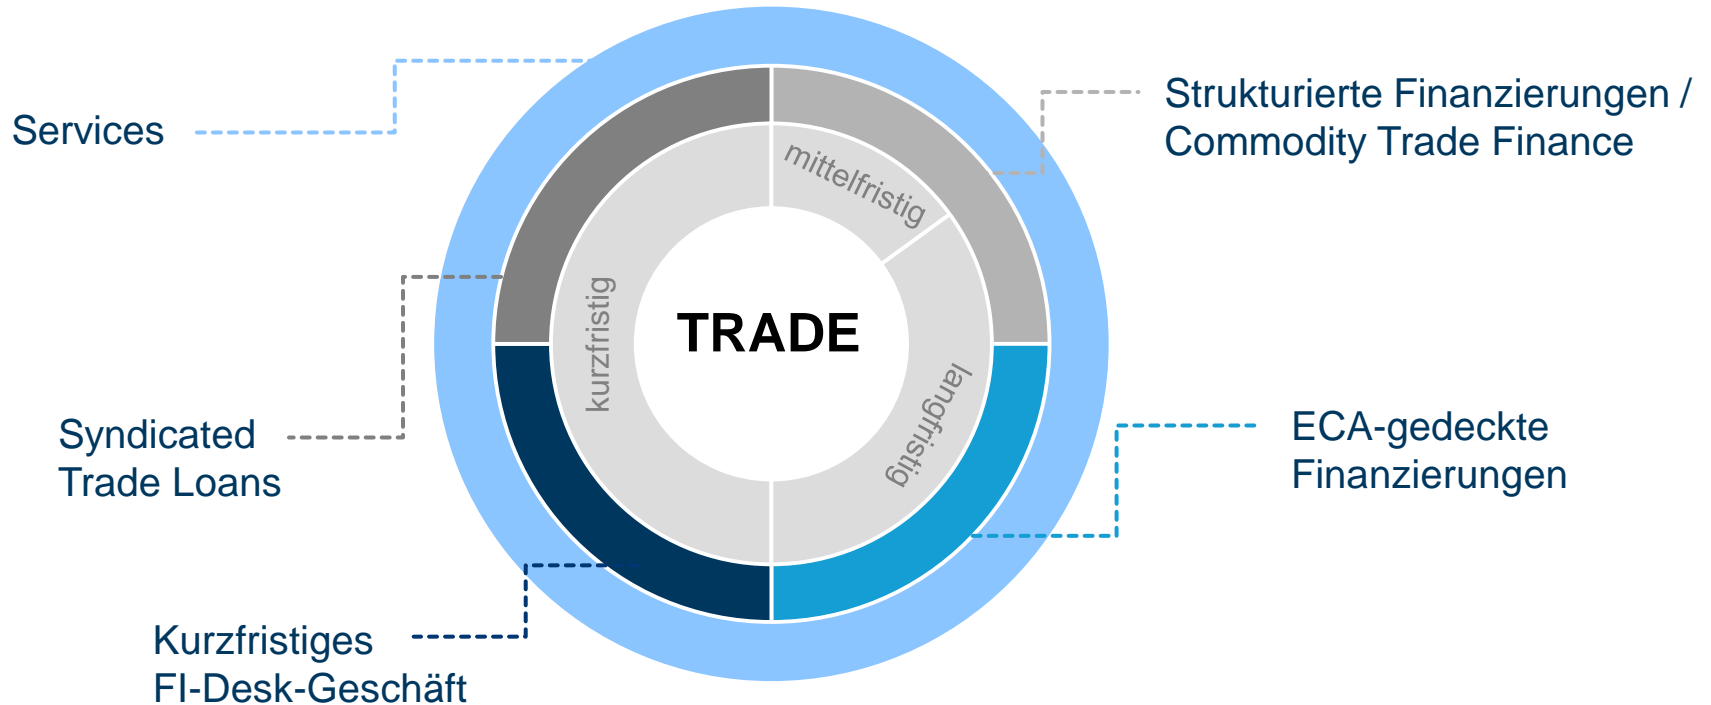 Services
Strukturierte Finanzierungen /
Commodity Trade Finance
mittelfristig
kurzfristig
TRADE
langfristig
Syndicated
Trade Loans
ECA-gedeckte
Finanzierungen
Kurzfristiges
FI-Desk-Geschäft